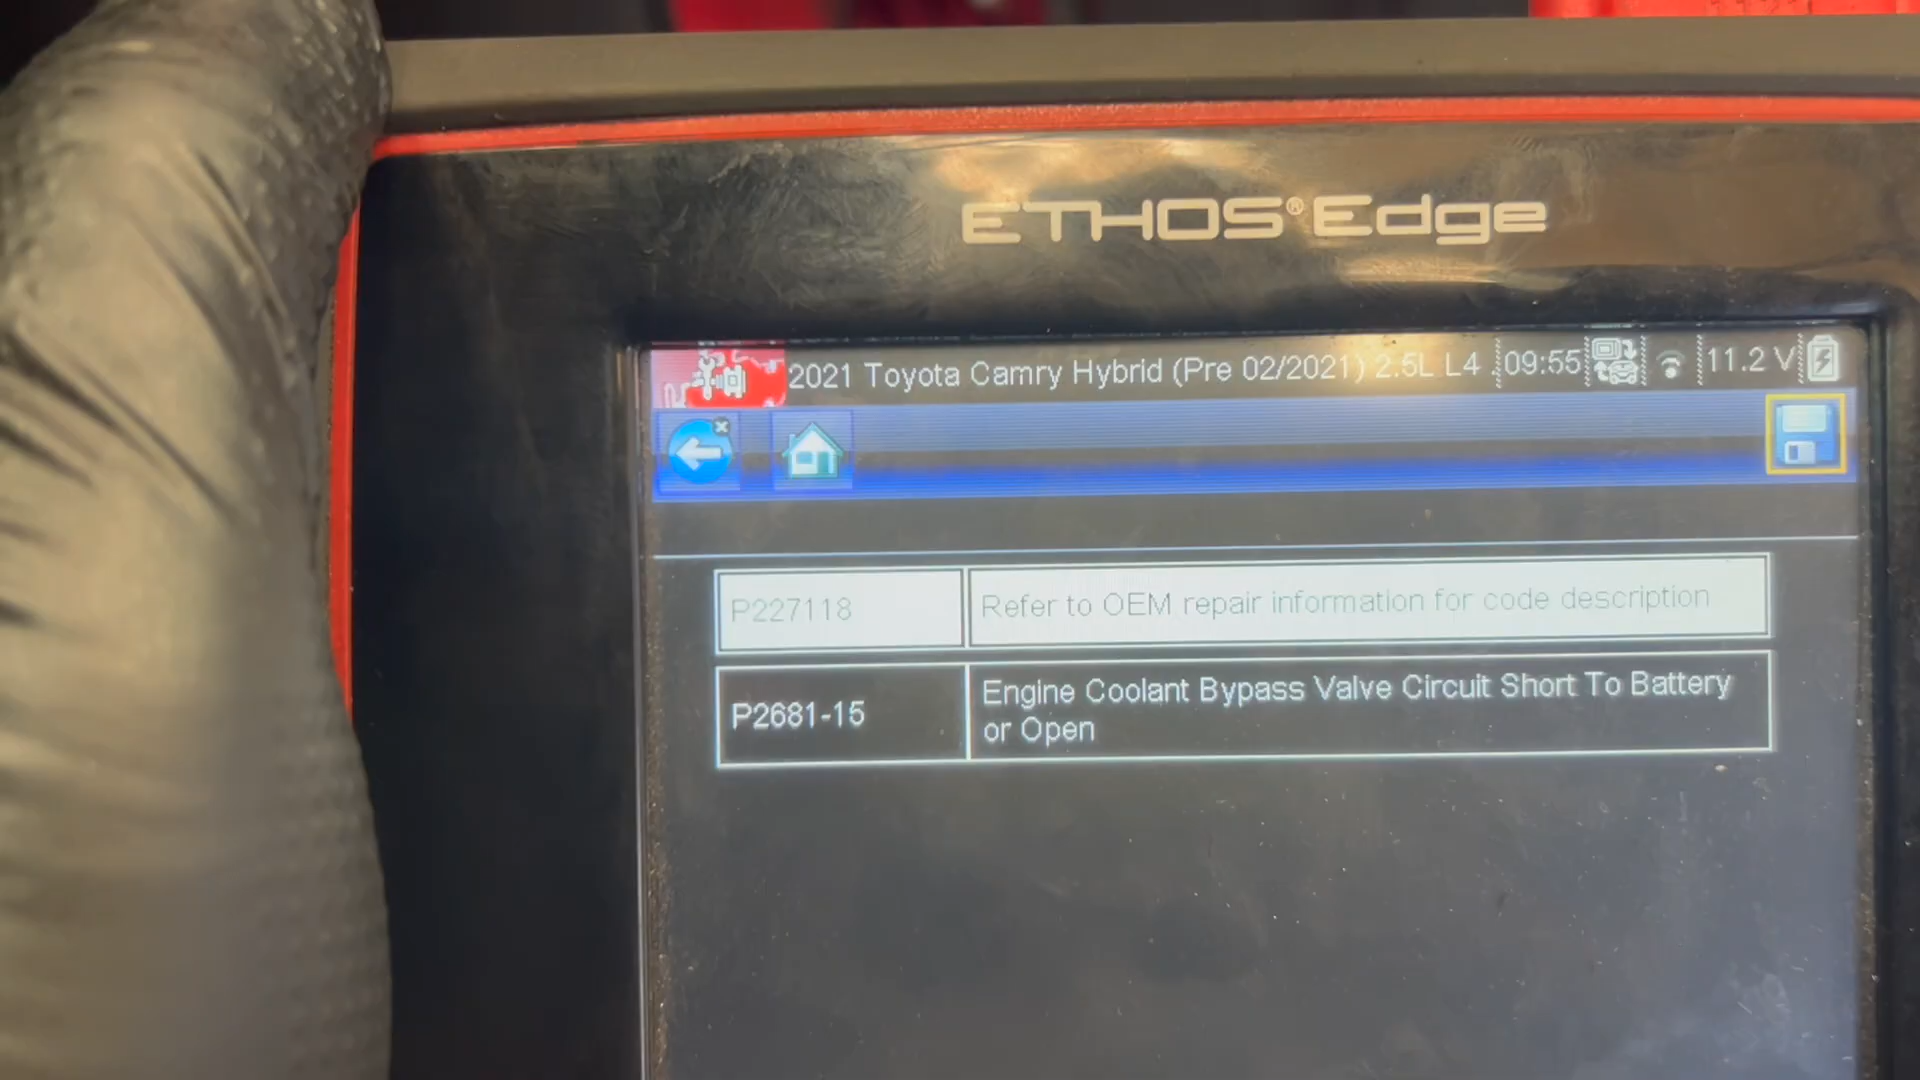 ETHOS® Edge
2021 Toyota Camry Hybrid (Pre 02/2021) 2.5L L4 09:55 11.2 V
P227118 Refer to OEM repair information for code description
P2681-15 Engine Coolant Bypass Valve Circuit Short To Battery
or Open